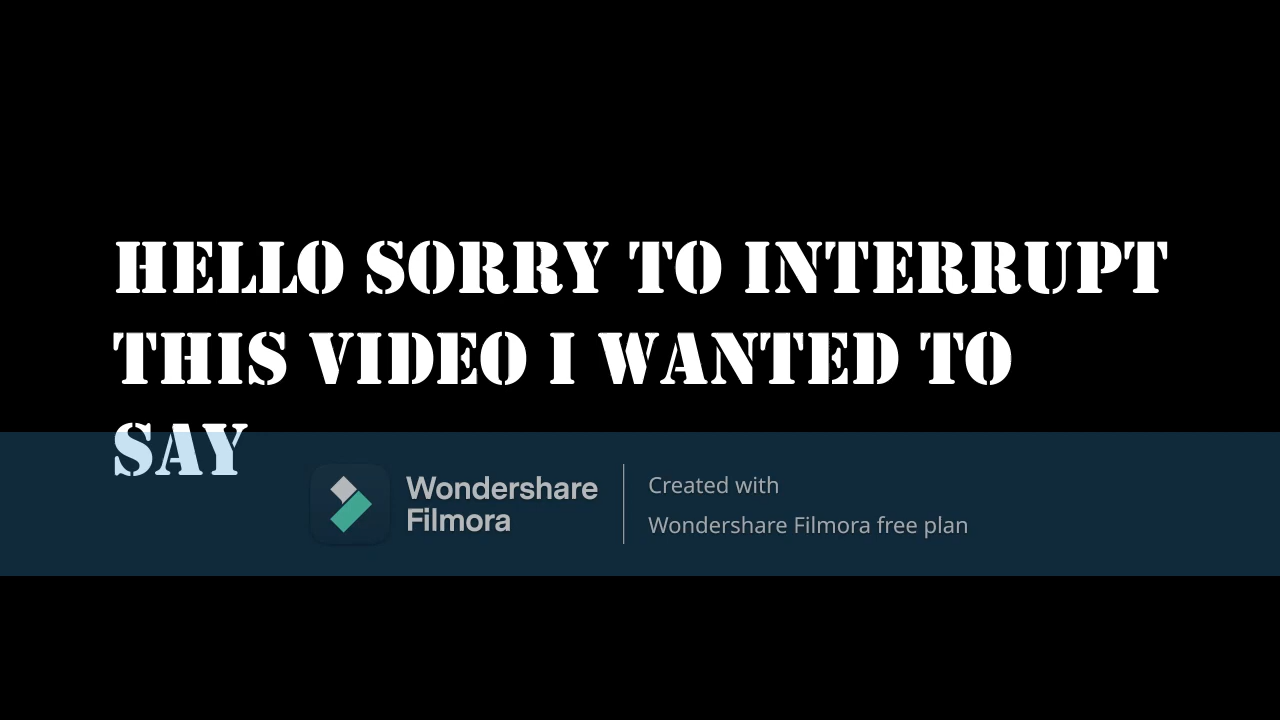 HELLO SORRY TO INTERRUPT
THIS VIDEO I WANTED TO
SAY
Wondershare
Filmora
Created with
Wondershare Filmora free plan